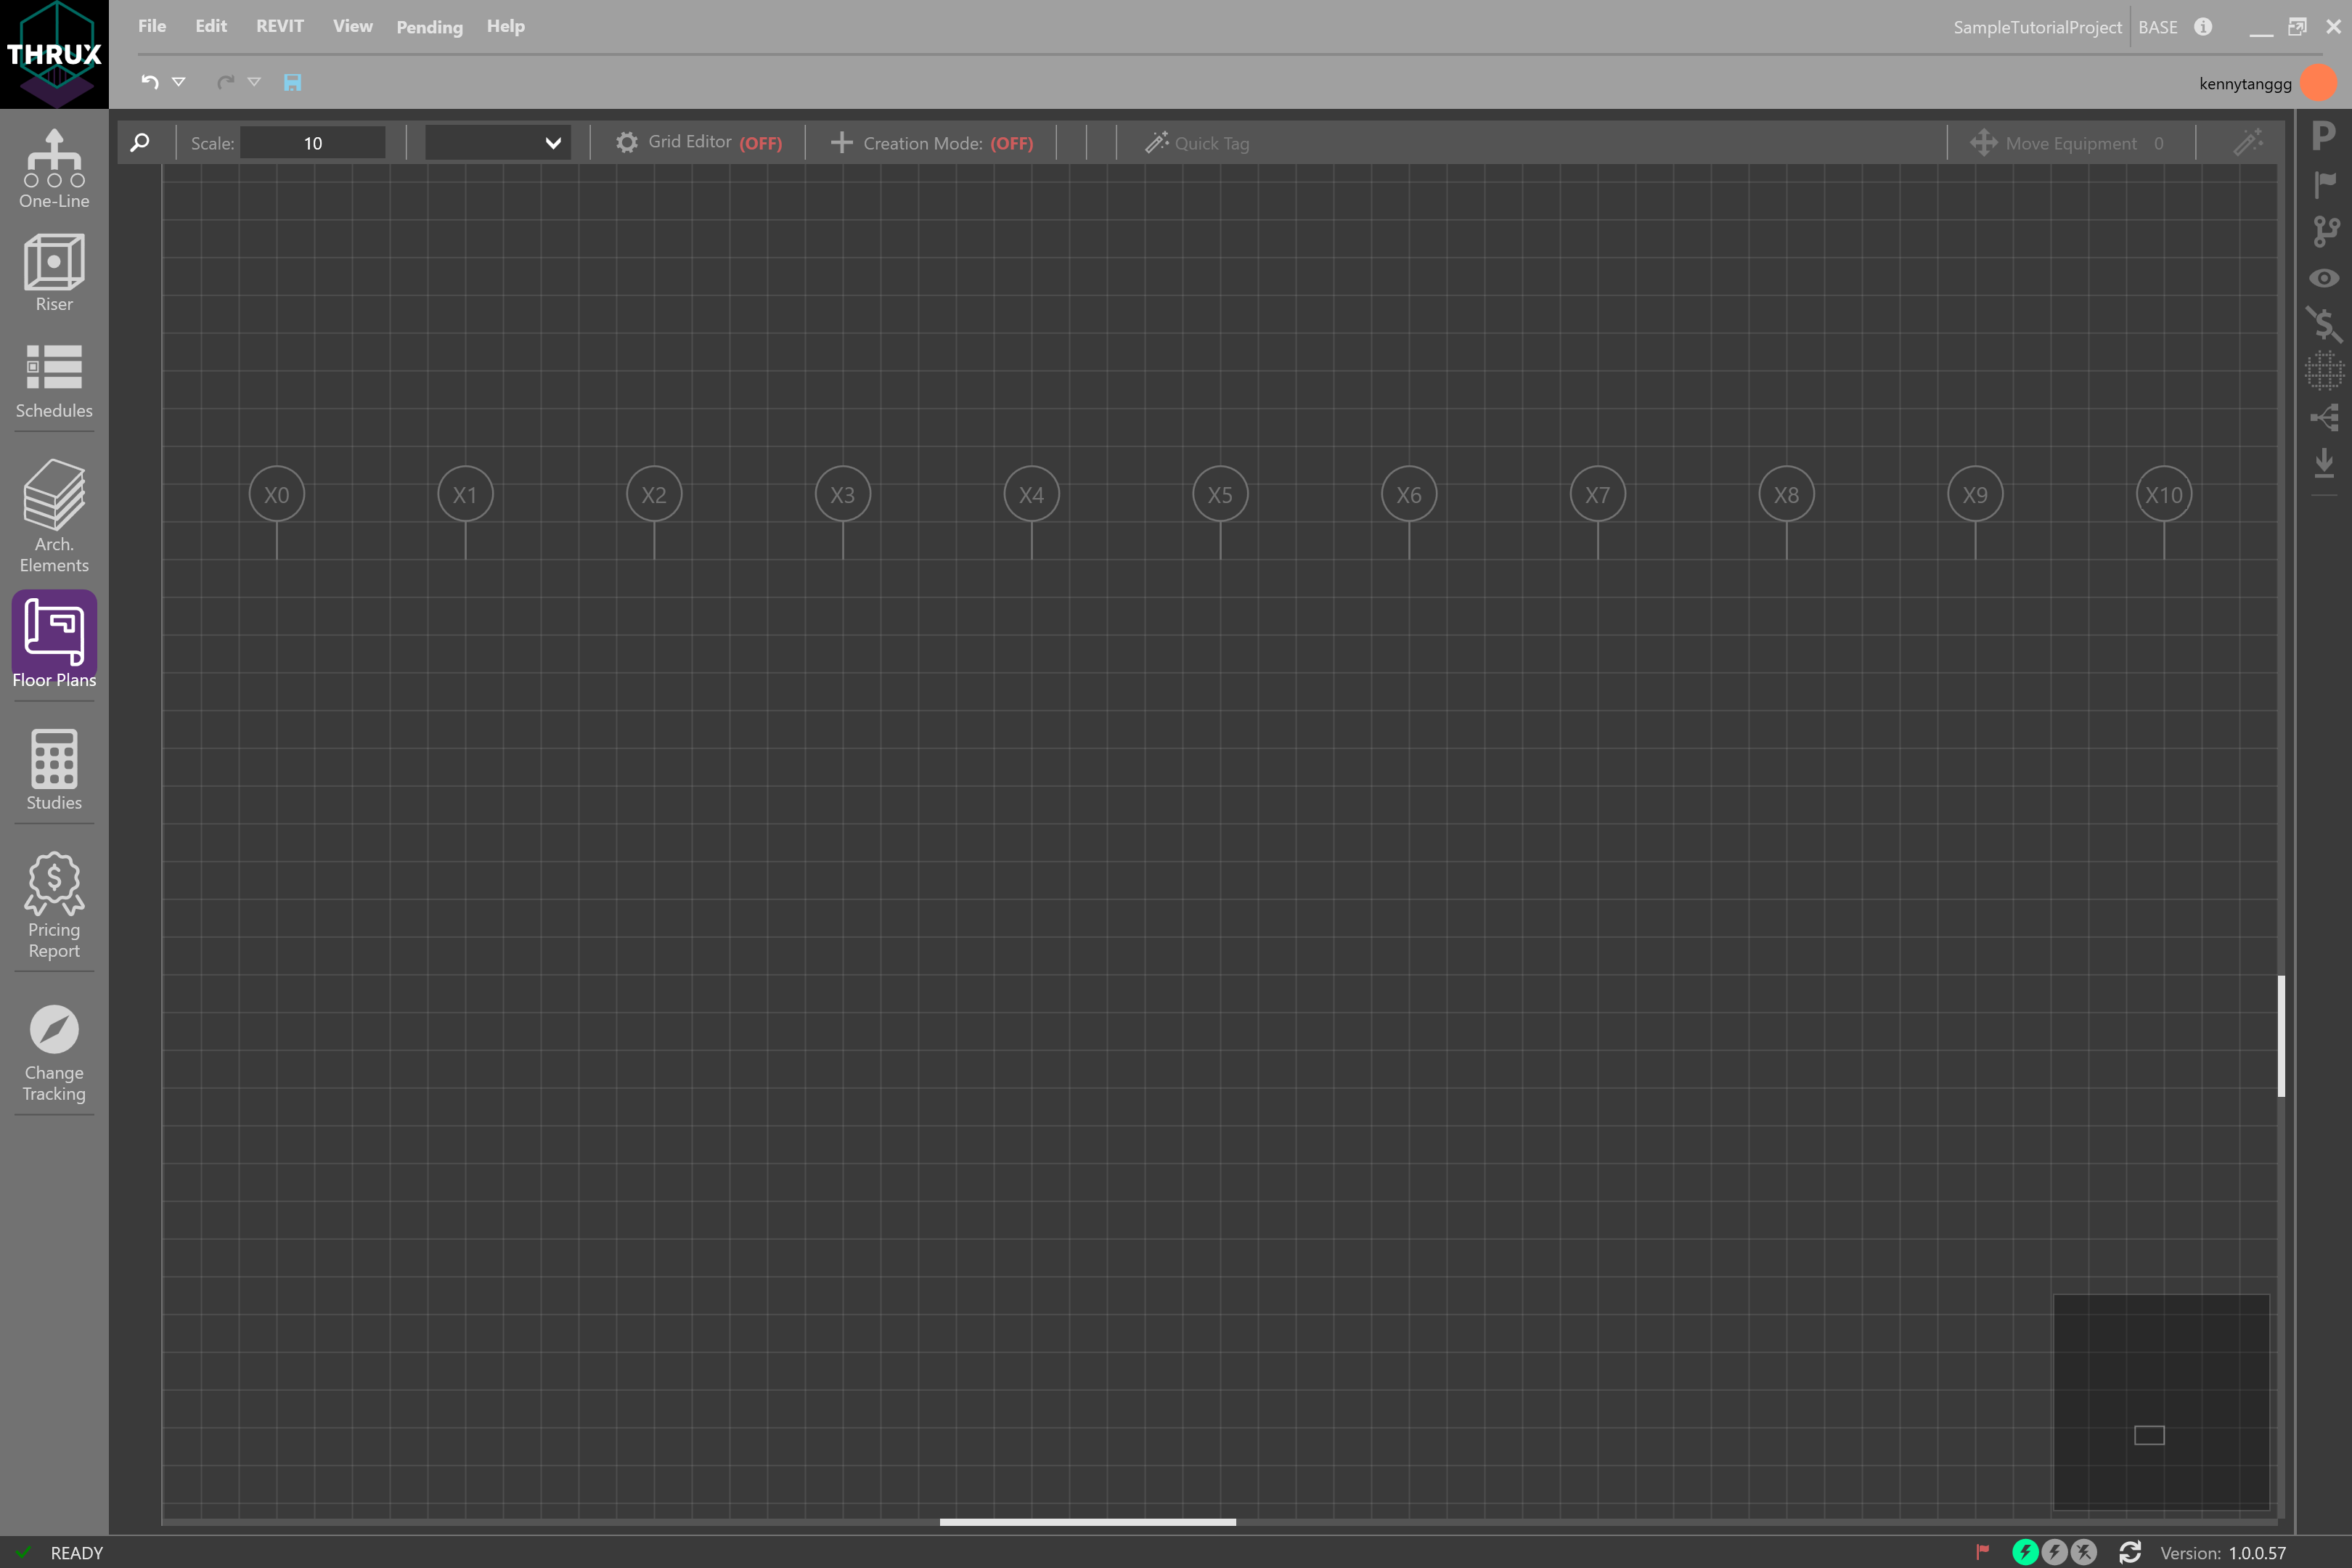 THRUX
File Edit REVIT View Pending Help
SampleTutorialProject BASE
kennytanggg
Scale: 10 Grid Editor (OFF) Creation Mode: (OFF) Quick Tag Move Equipment 0
P
One-Line
Riser
Schedules
Arch.
Elements
Floor Plans
Studies
Pricing
Report
Change
Tracking
X0 X1 X2 X3 X4 X5 X6 X7 X8 X9 X10
READY
Version: 1.0.0.57